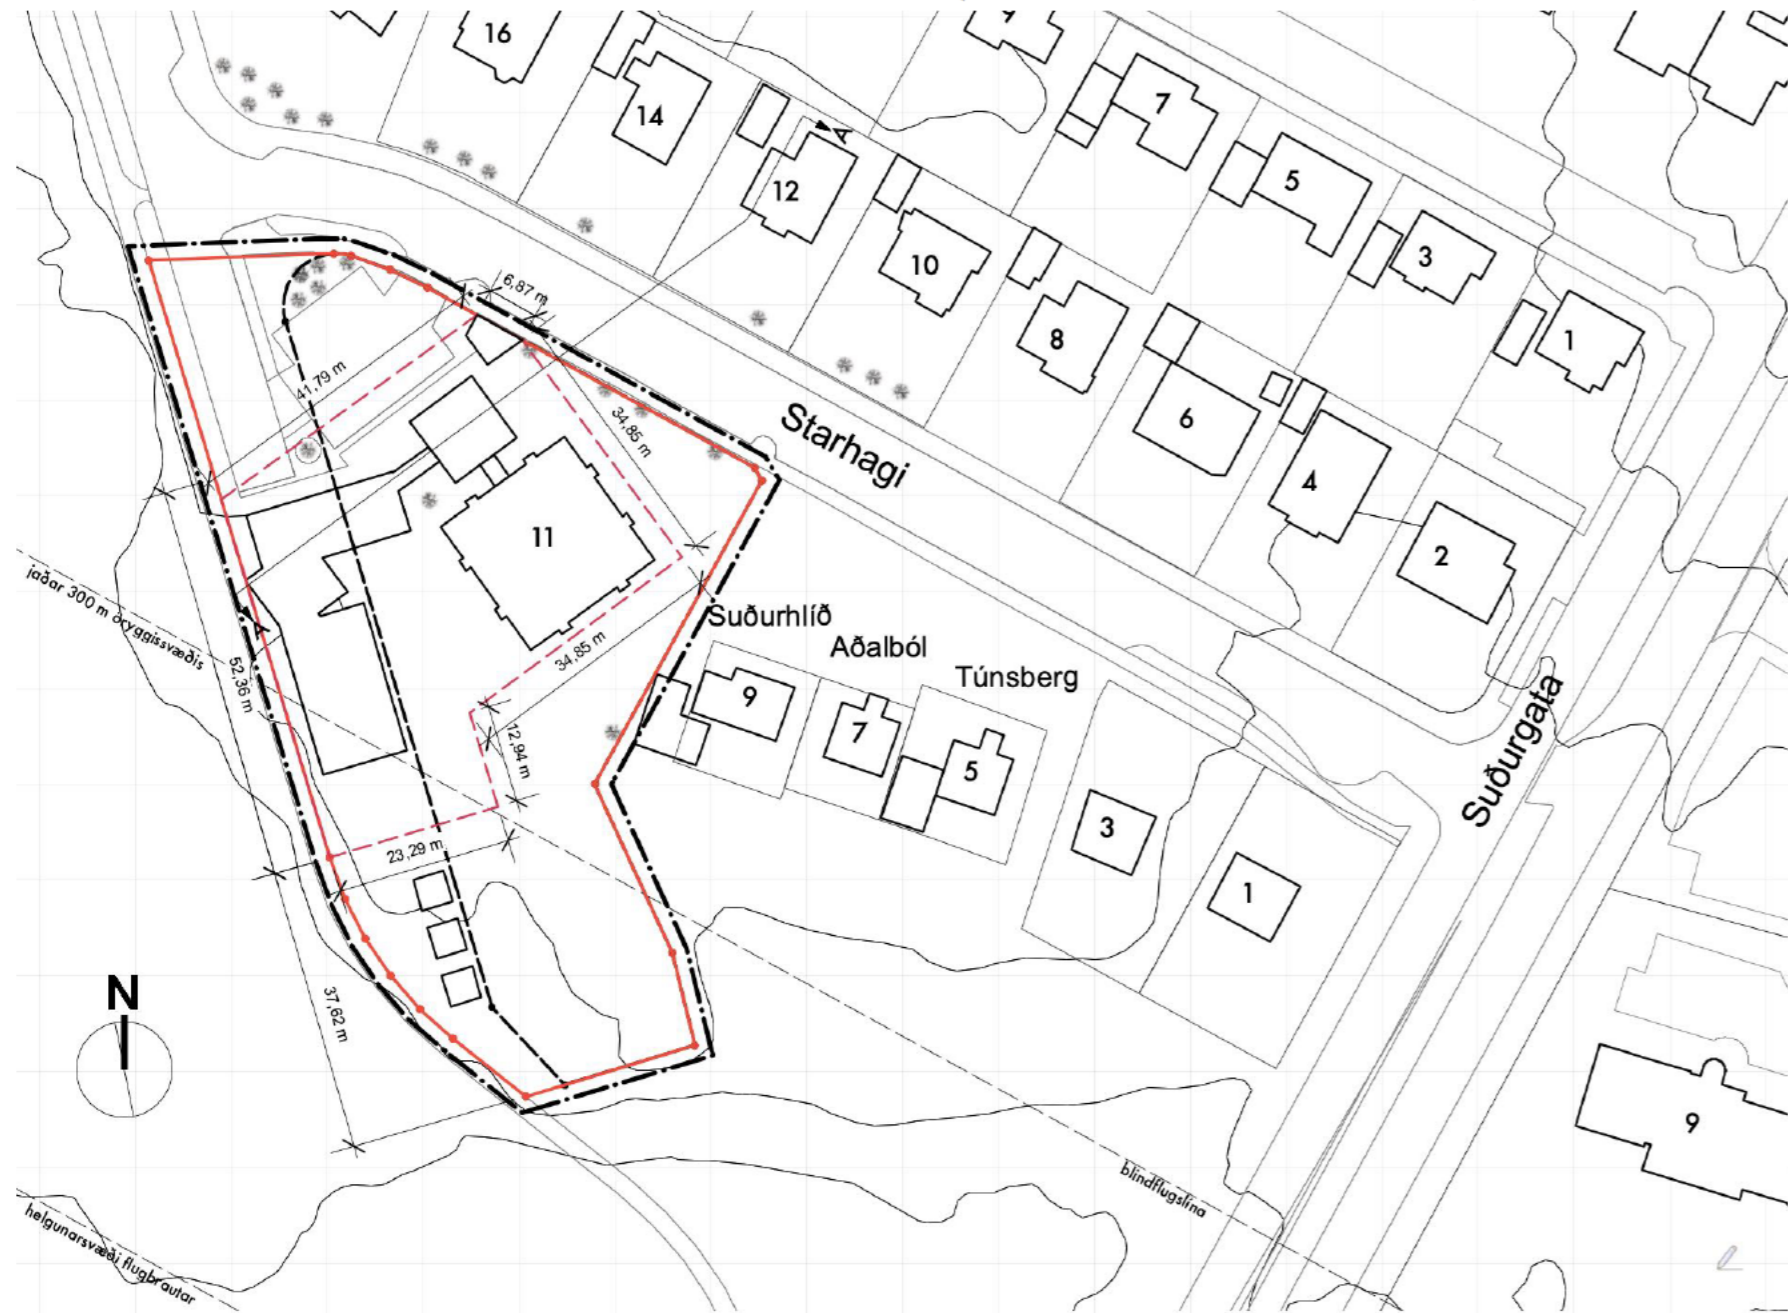 16
9
14
7
A
12
5
10
3
6,87 m
8
1
41,79 m
6
Starhagi
34,85 m
4
11
2
jaðar 300 m öryggissvæðis
A
Suðurhlíð
34,85 m
Aðalból
52,36 m
Túnsberg
9
7
5
12,94 m
Suðurgata
3
23,29 m
1
N
37,62 m
9
blindflugslína
helgunarsvæði flugbrautar